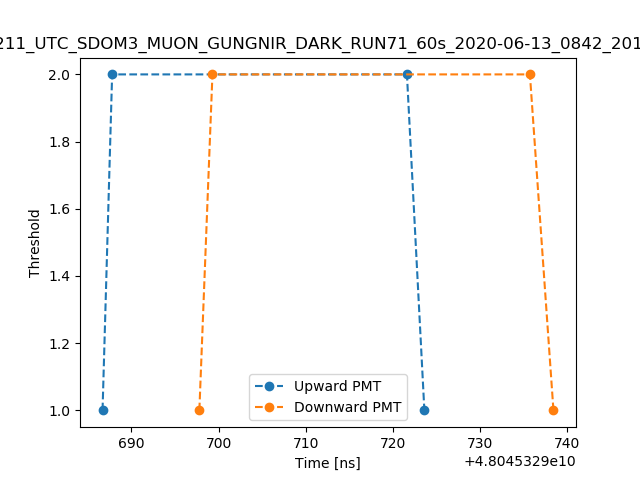 211_UTC_SDOM3_MUON_GUNGNIR_DARK_RUN71_60s_2020-06-13_0842_201
2.0
1.8
1.6
1.4
1.2
1.0
Threshold
Upward PMT
Downward PMT
690 700 710 720 730 740
Time [ns]
+4.8045329e10